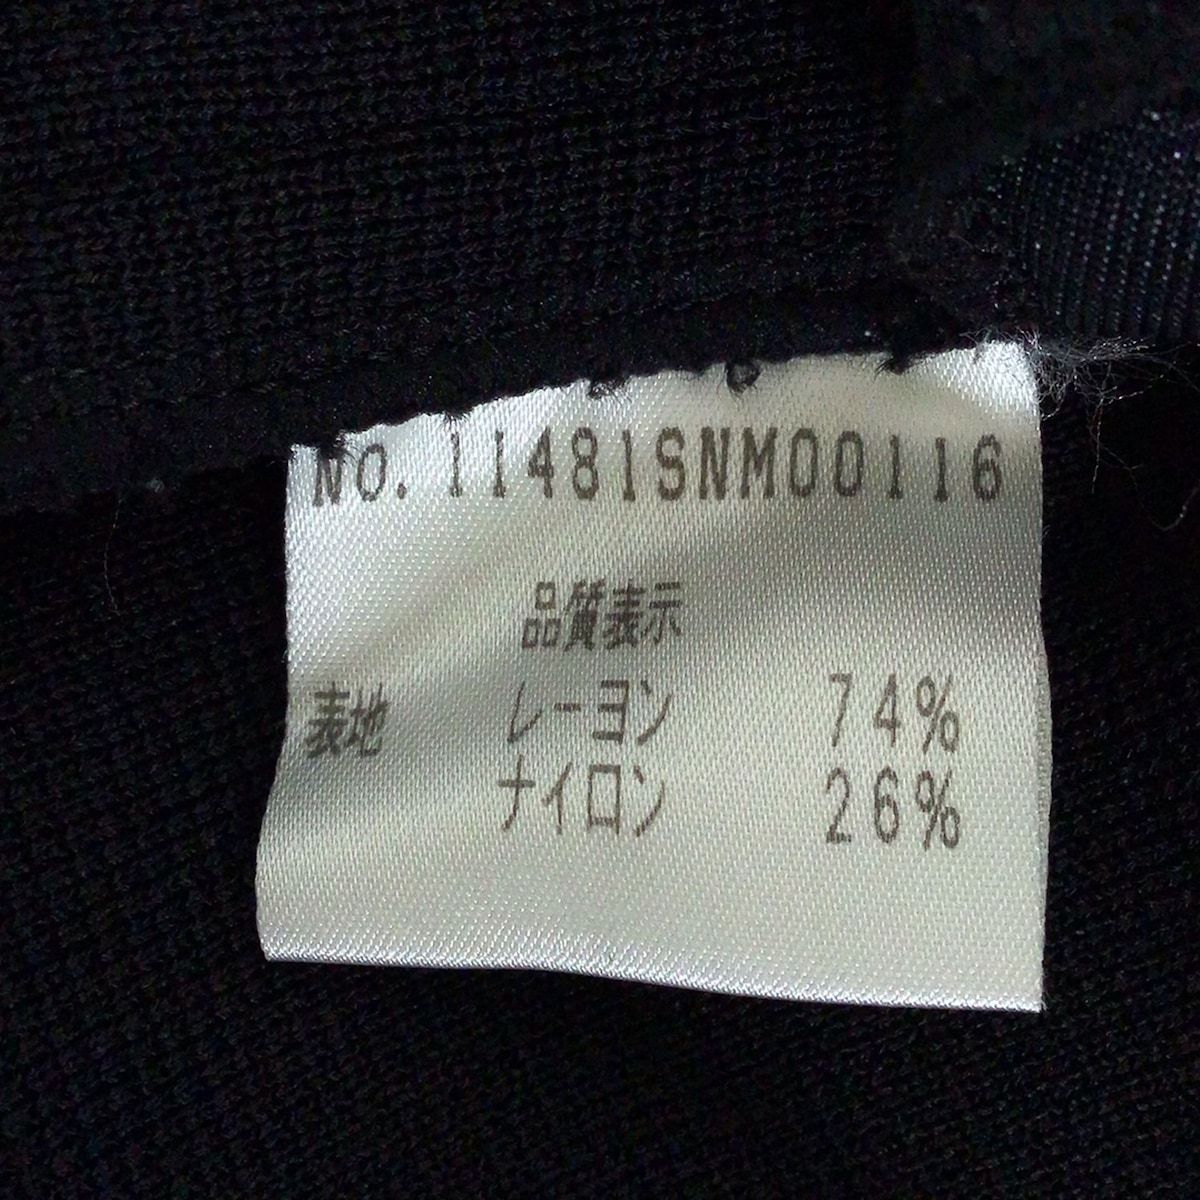 NO. 11481SNM00116
品質表示
表地 レーヨン 74%
ナイロン 26%